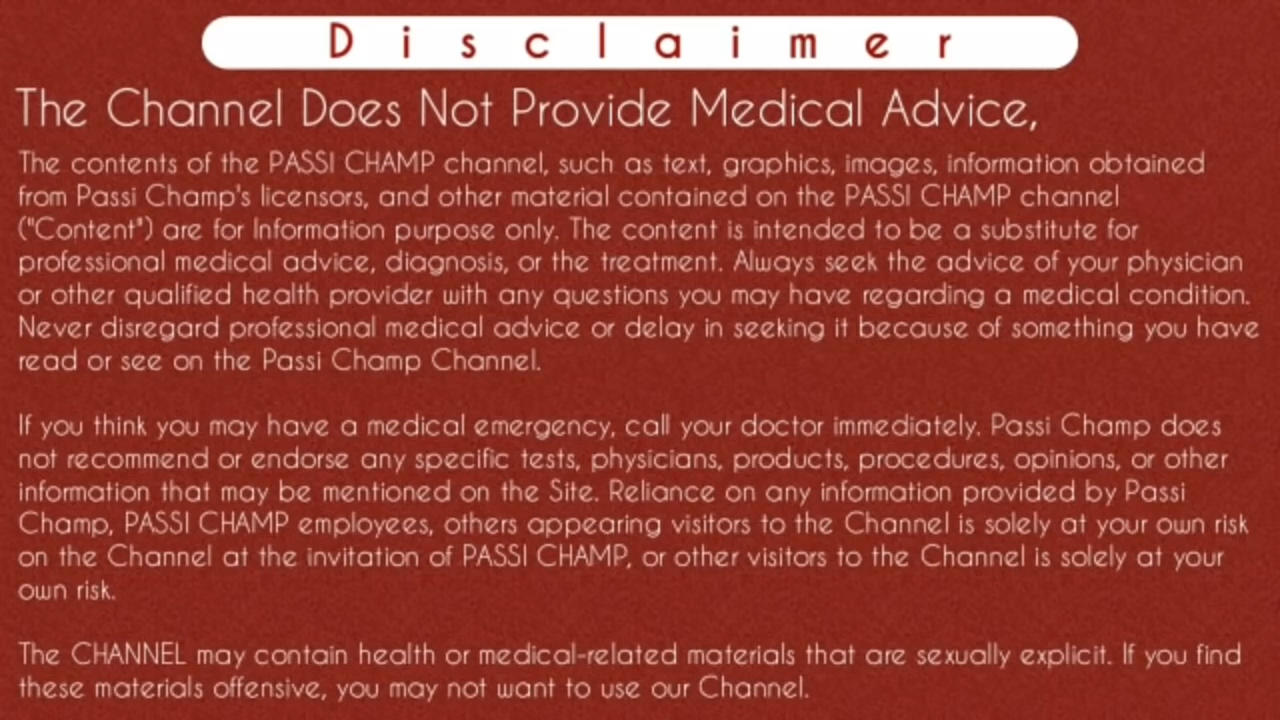 Disclaimer
The Channel Does Not Provide Medical Advice,
The contents of the PASSI CHAMP channel, such as text, graphics, images, information obtained
from Passi Champ's licensors, and other material contained on the PASSI CHAMP channel
("Content") are for Information purpose only. The content is intended to be a substitute for
professional medical advice, diagnosis, or the treatment. Always seek the advice of your physician
or other qualified health provider with any questions you may have regarding a medical condition.
Never disregard professional medical advice or delay in seeking it because of something you have
read or see on the Passi Champ Channel.
If you think you may have a medical emergency, call your doctor immediately. Passi Champ does
not recommend or endorse any specific tests, physicians, products, procedures, opinions, or other
information that may be mentioned on the Site. Reliance on any information provided by Passi
Champ, PASSI CHAMP employees, others appearing visitors to the Channel is solely at your own risk
on the Channel at the invitation of PASSI CHAMP, or other visitors to the Channel is solely at your
own risk.
The CHANNEL may contain health or medical-related materials that are sexually explicit. If you find
these materials offensive, you may not want to use our Channel.